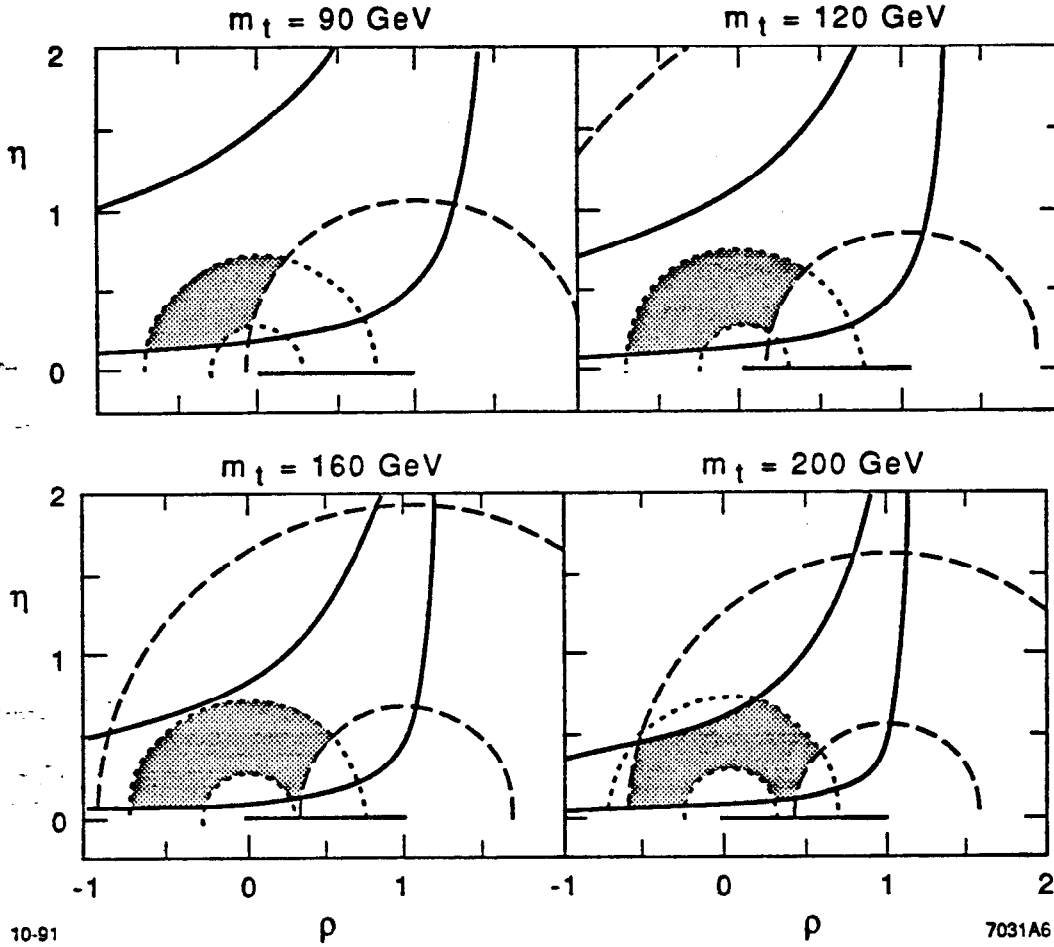 m t = 90 GeV
m t = 120 GeV
2
η
1
0
m t = 160 GeV
m t = 200 GeV
2
η
1
0
-1 0 1 -1 0 1 2
ρ ρ
10-91
7031A6